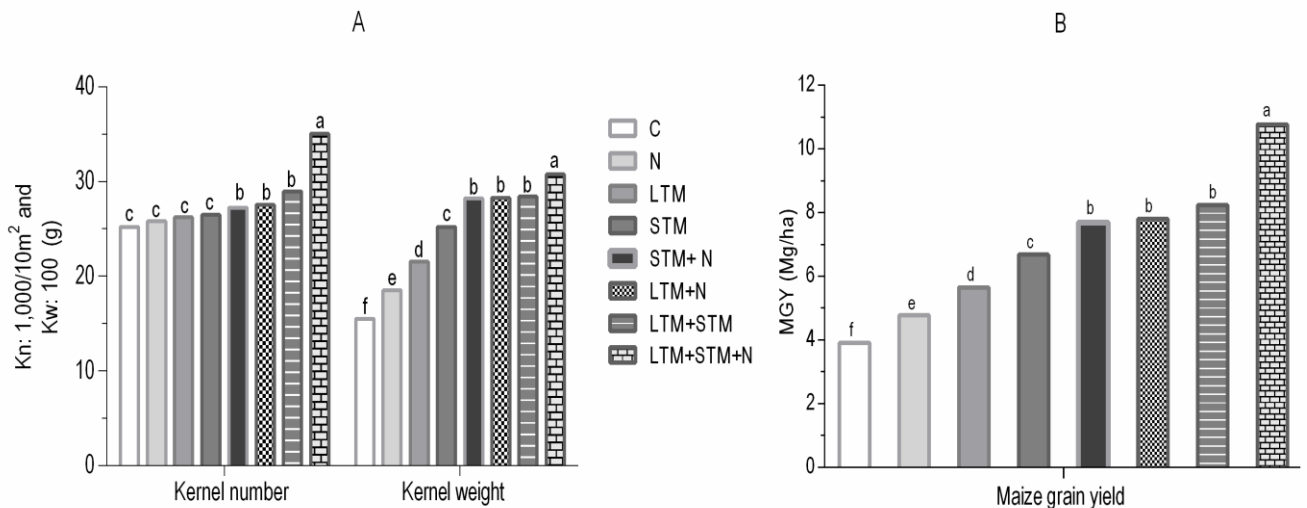 A
B
Kn: 1,000/10m² and
Kw: 100 (g)
40
30
20
10
0
c c c c b b b a
f e d c b b b a
Kernel number
Kernel weight
C
N
LTM
STM
STM+ N
LTM+N
LTM+STM
LTM+STM+N
MGY (Mg/ha)
12
10
8
6
4
2
0
f e d c b b b a
Maize grain yield